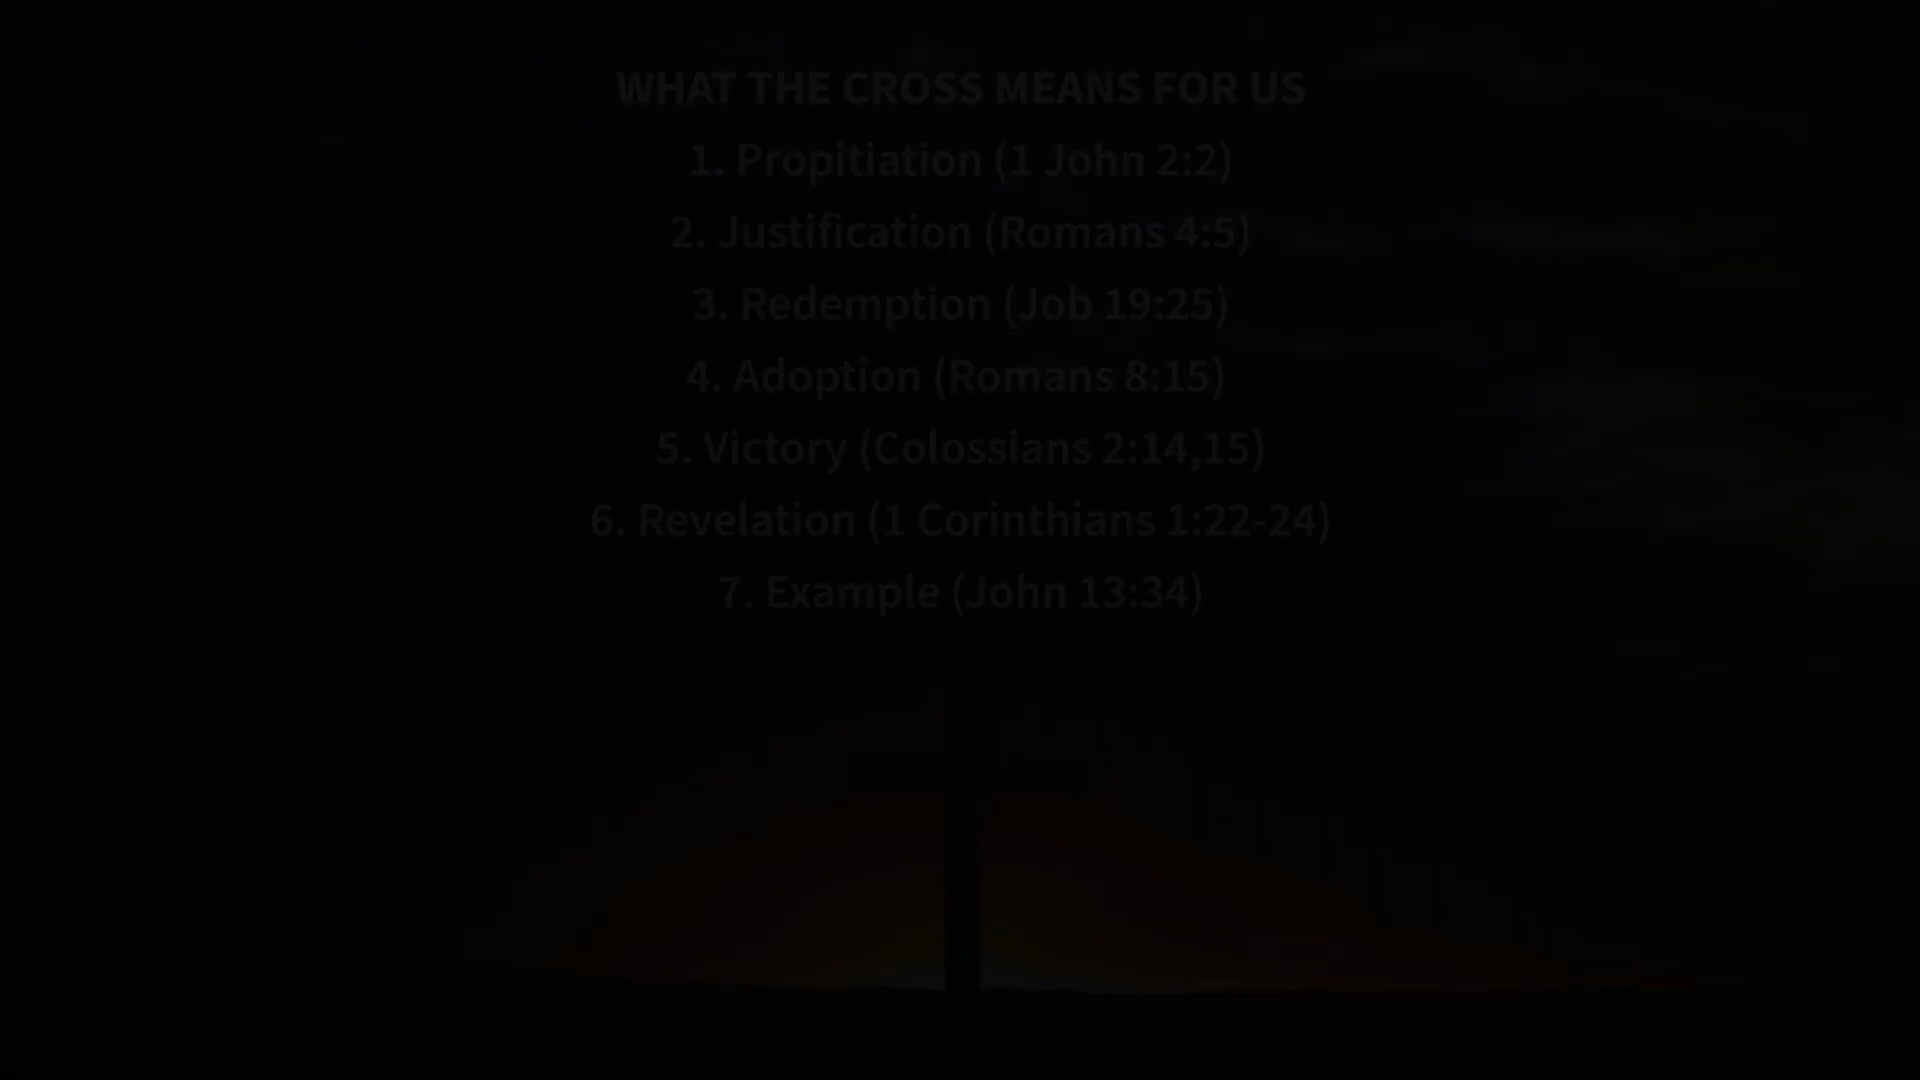 WHAT THE CROSS MEANS FOR US
1. Propitiation (1 John 2:2)
2. Justification (Romans 4:5)
3. Redemption (Job 19:25)
4. Adoption (Romans 8:15)
5. Victory (Colossians 2:14,15)
6. Revelation (1 Corinthians 1:22-24)
7. Example (John 13:34)